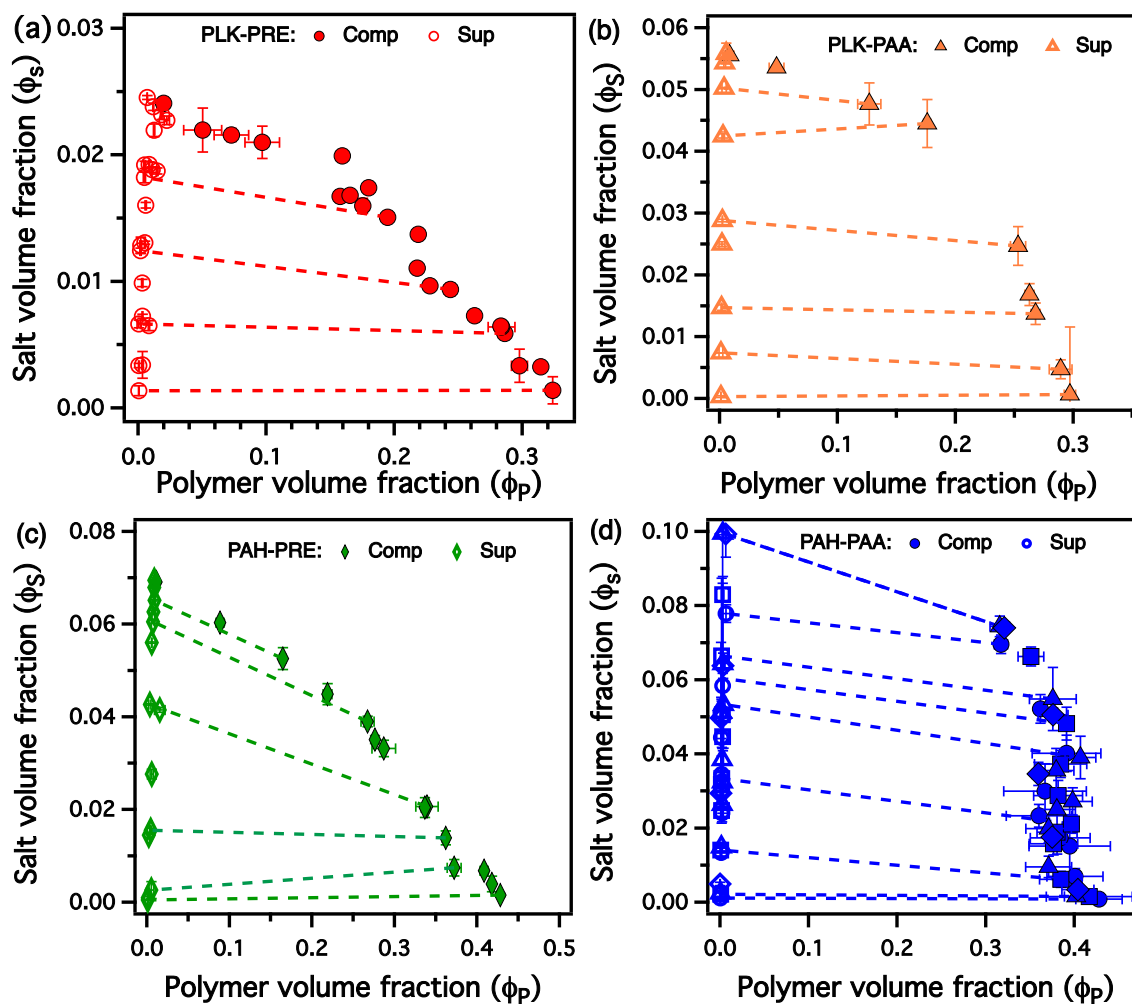 (a)
PLK-PRE: Comp Sup
Salt volume fraction (ϕS)
0.03
0.02
0.01
0.00
0.0 0.1 0.2 0.3
Polymer volume fraction (ϕP)
(b)
PLK-PAA: Comp Sup
Salt volume fraction (ϕS)
0.06
0.05
0.04
0.03
0.02
0.01
0.00
0.0 0.1 0.2 0.3
Polymer volume fraction (ϕP)
(c)
PAH-PRE: Comp Sup
Salt volume fraction (ϕS)
0.08
0.06
0.04
0.02
0.00
0.0 0.1 0.2 0.3 0.4 0.5
Polymer volume fraction (ϕP)
(d)
PAH-PAA: Comp Sup
Salt volume fraction (ϕS)
0.10
0.08
0.06
0.04
0.02
0.00
0.0 0.1 0.2 0.3 0.4
Polymer volume fraction (ϕP)